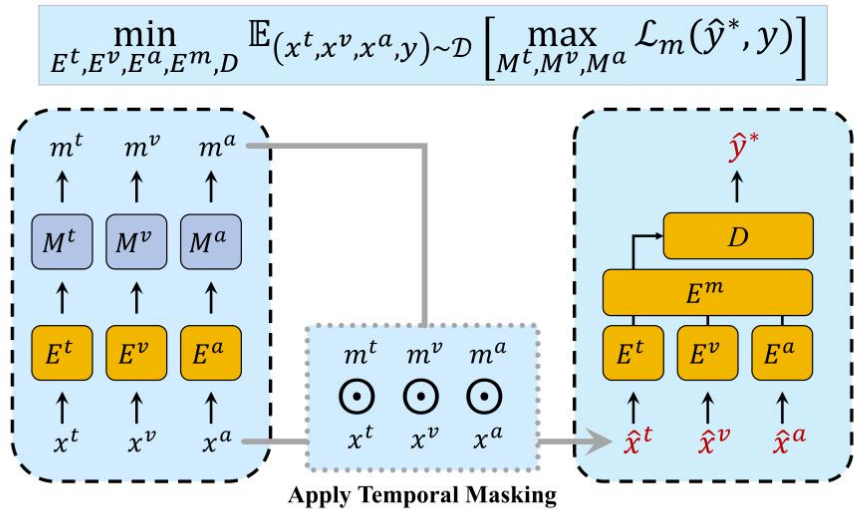 min E^t,E^v,E^a,E^m,D 𝔼(x^t,x^v,x^a,y)~𝒟 [ max M^t,M^v,M^a ℒ_m(ŷ*, y) ]
m^t m^v m^a
M^t M^v M^a
E^t E^v E^a
x^t x^v x^a
m^t m^v m^a
⊙ ⊙ ⊙
x^t x^v x^a
Apply Temporal Masking
ŷ*
D
E^m
E^t E^v E^a
x̂^t x̂^v x̂^a